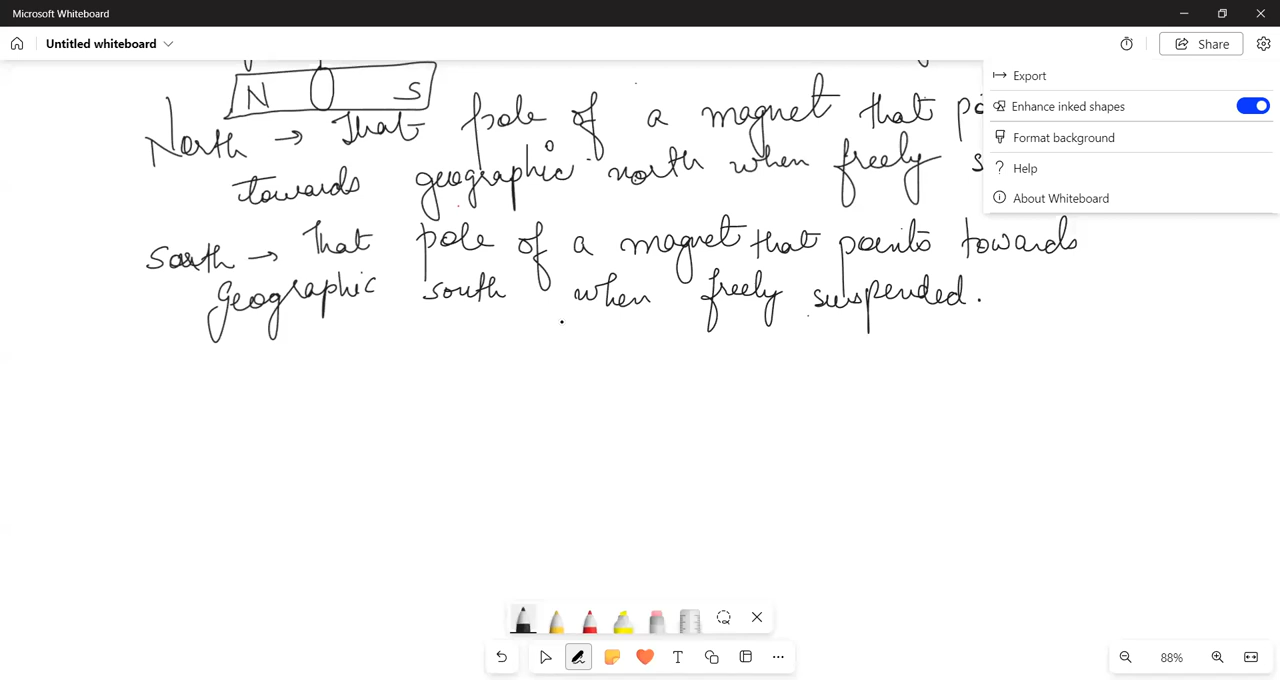 Microsoft Whiteboard
Untitled whiteboard
Share
Export
Enhance inked shapes
Format background
Help
About Whiteboard
N S
North → That pole of a magnet that
towards geographic north when freely
South → That pole of a magnet that points towards
Geographic south when freely suspended.
T
88%